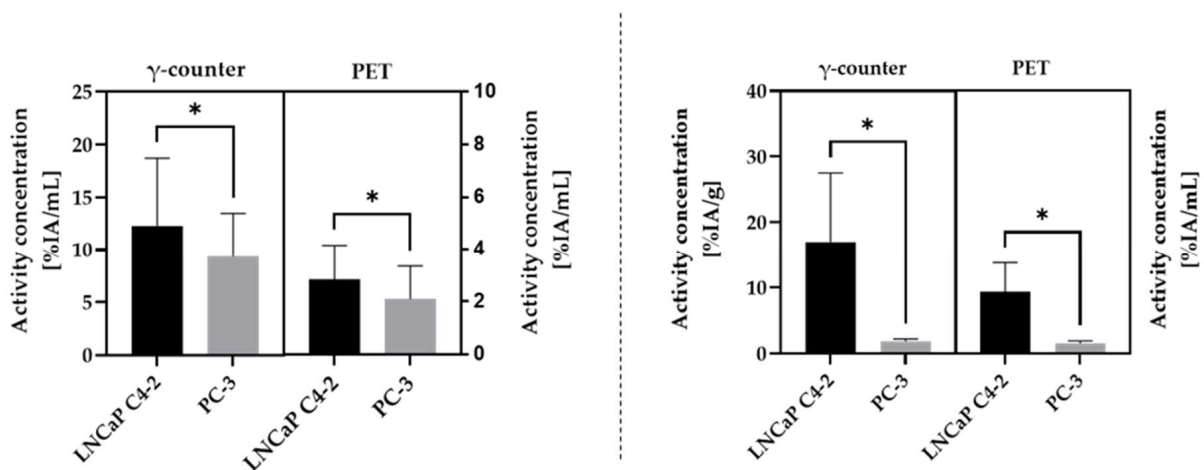 γ-counter
PET
Activity concentration
[%IA/mL]
25
20
15
10
5
0
*
*
10
8
6
4
2
0
Activity concentration
[%IA/mL]
LNCaP C4-2
PC-3
LNCaP C4-2
PC-3
γ-counter
PET
Activity concentration
[%IA/g]
40
30
20
10
0
*
*
Activity concentration
[%IA/mL]
LNCaP C4-2
PC-3
LNCaP C4-2
PC-3